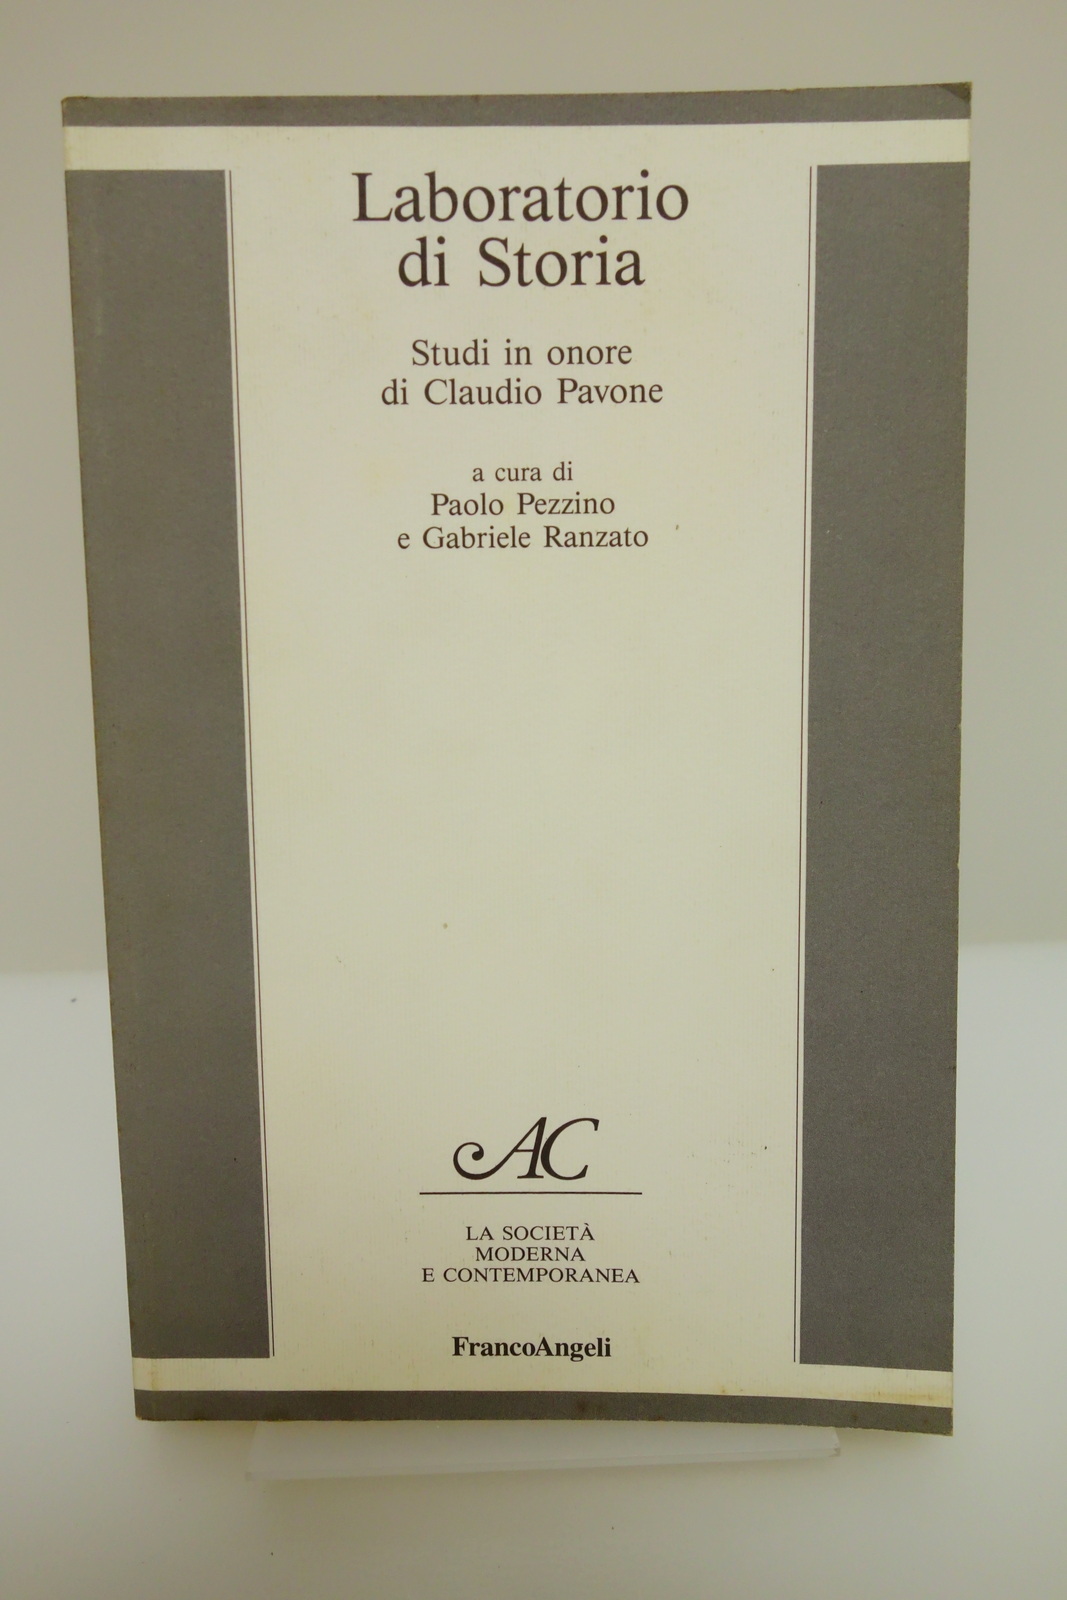 Laboratorio
di Storia
Studi in onore
di Claudio Pavone
a cura di
Paolo Pezzino
e Gabriele Ranzato
AC
LA SOCIETÀ
MODERNA
E CONTEMPORANEA
FrancoAngeli